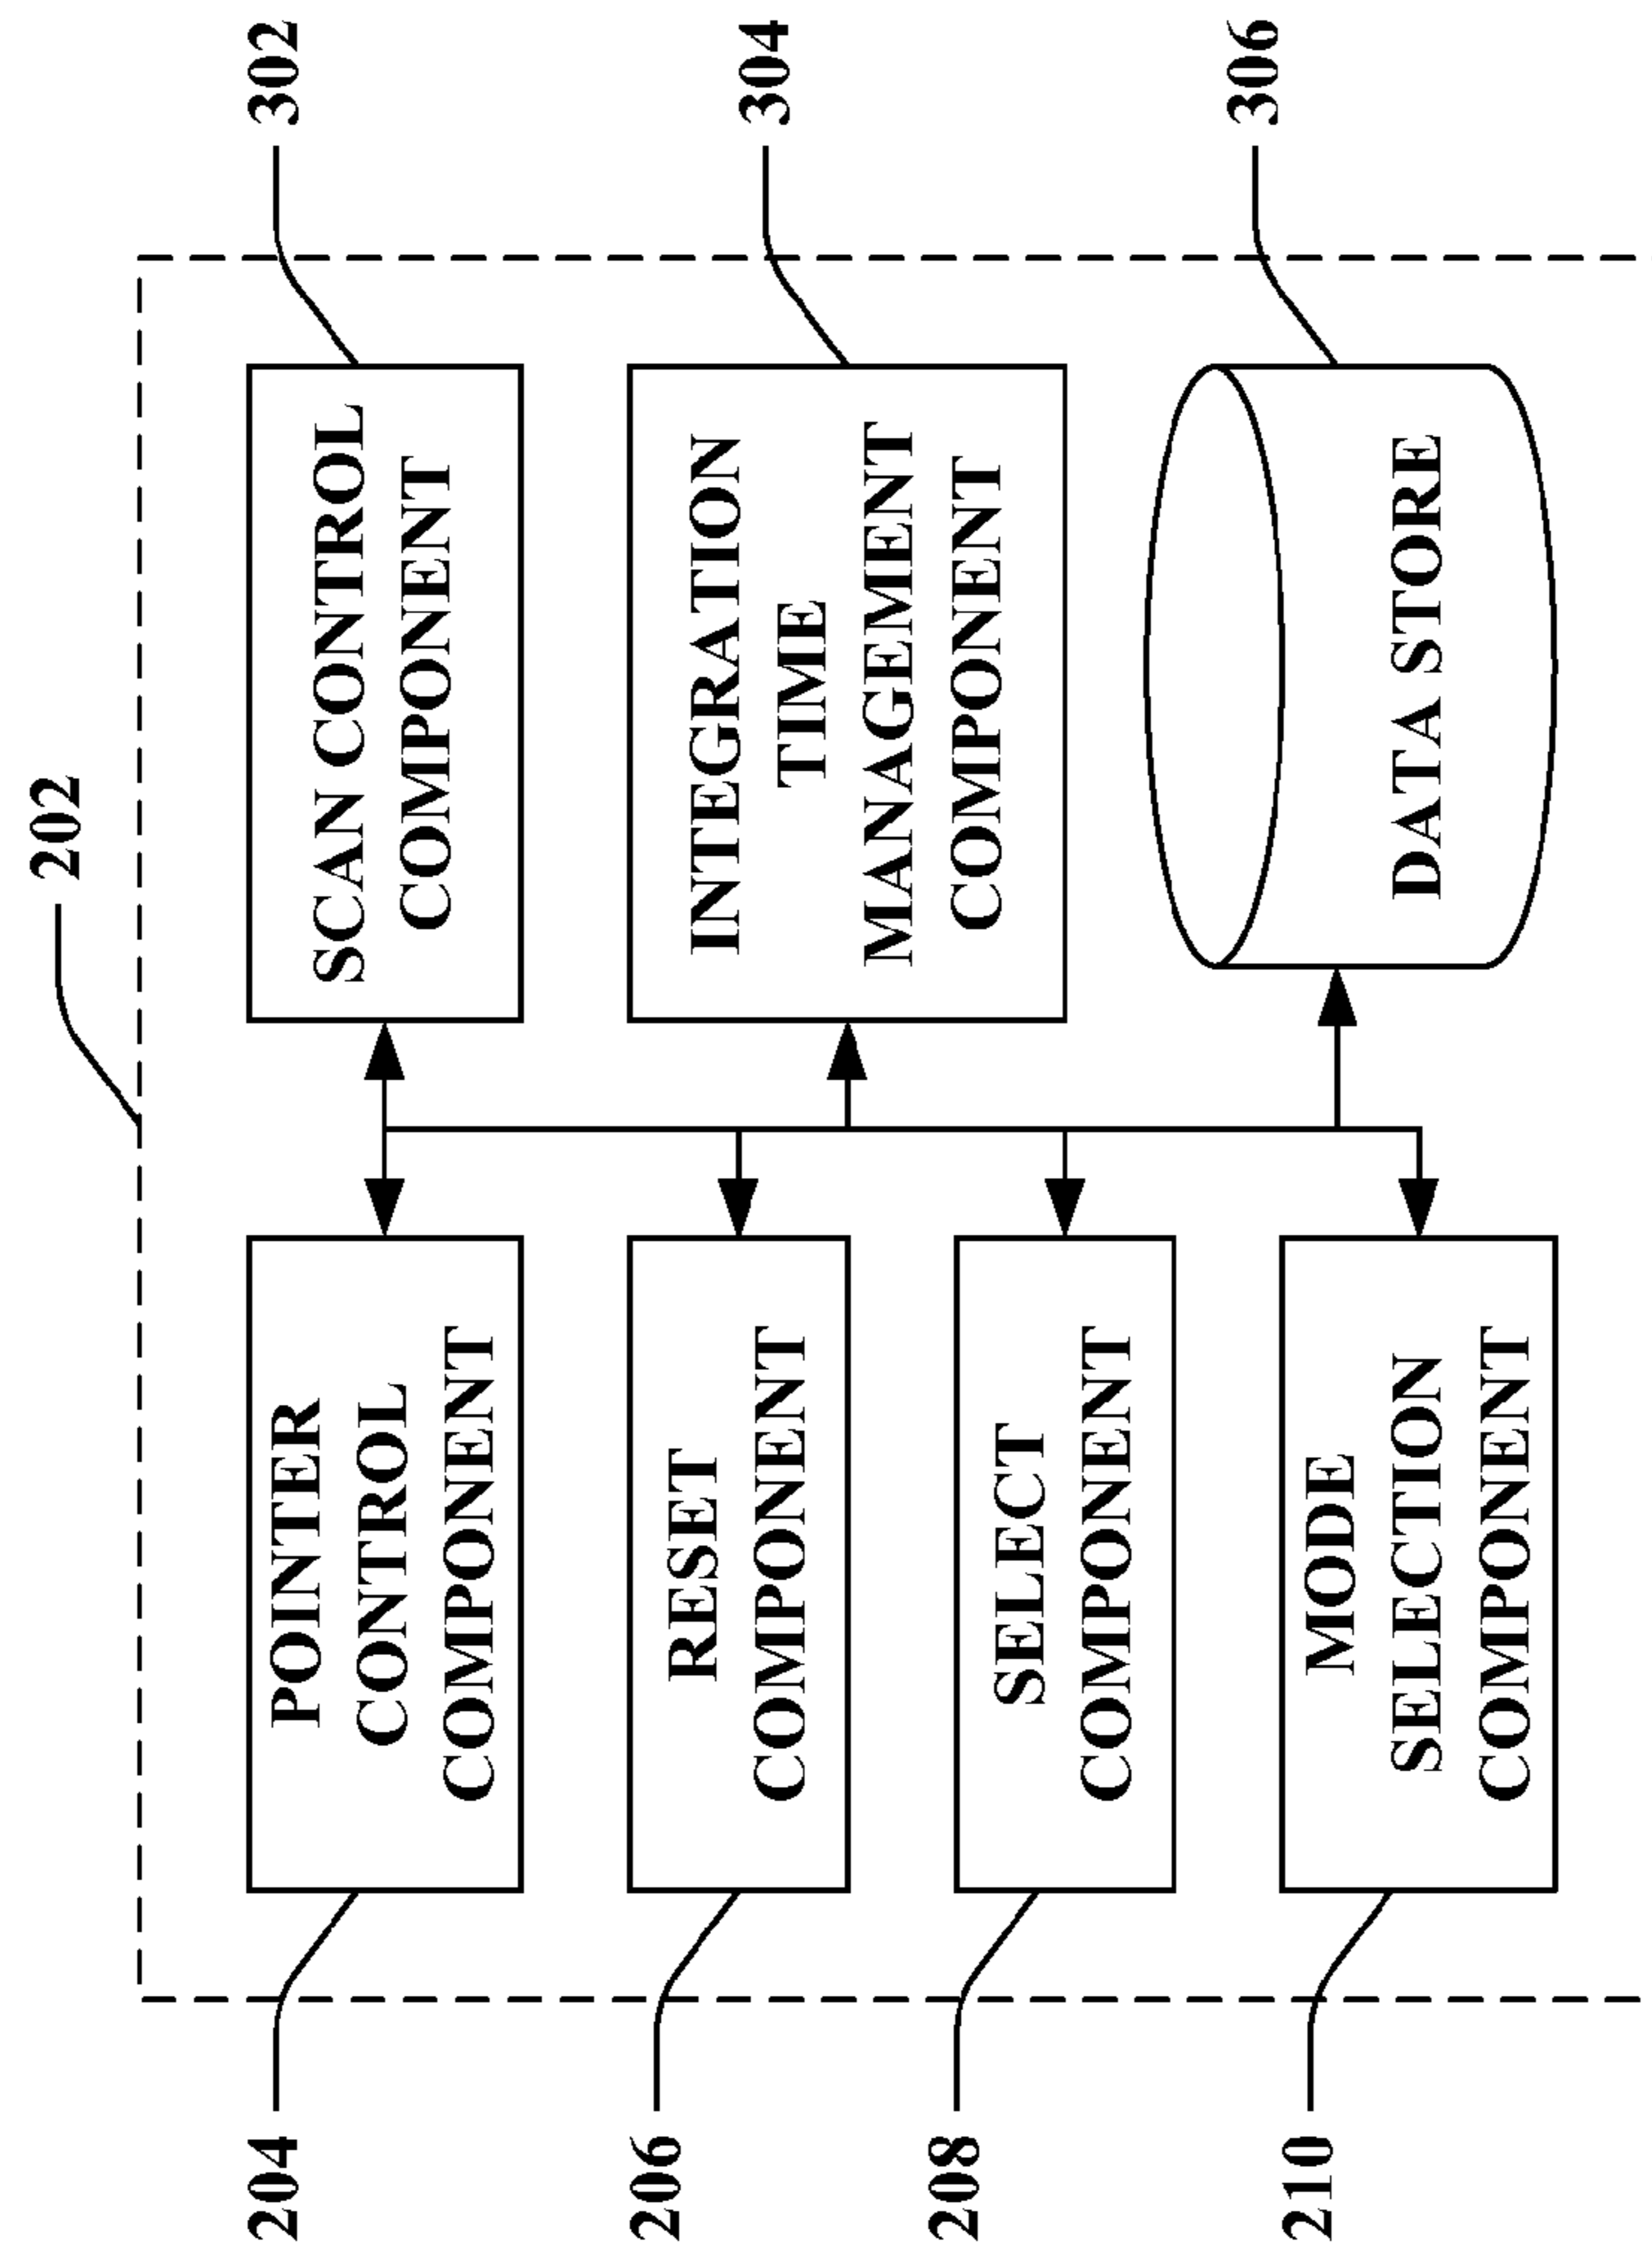 202
204
POINTER
CONTROL
COMPONENT
SCAN CONTROL
COMPONENT
302
206
RESET
COMPONENT
INTEGRATION
TIME
MANAGEMENT
COMPONENT
304
208
SELECT
COMPONENT
210
MODE
SELECTION
COMPONENT
DATA STORE
306